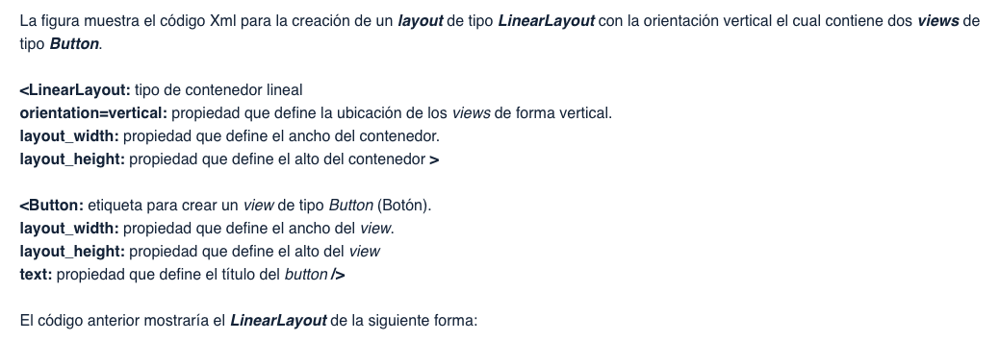 La figura muestra el código Xml para la creación de un layout de tipo LinearLayout con la orientación vertical el cual contiene dos views de
tipo Button.
<LinearLayout: tipo de contenedor lineal
orientation=vertical: propiedad que define la ubicación de los views de forma vertical.
layout_width: propiedad que define el ancho del contenedor.
layout_height: propiedad que define el alto del contenedor >
<Button: etiqueta para crear un view de tipo Button (Botón).
layout_width: propiedad que define el ancho del view.
layout_height: propiedad que define el alto del view
text: propiedad que define el título del button />
El código anterior mostraría el LinearLayout de la siguiente forma: